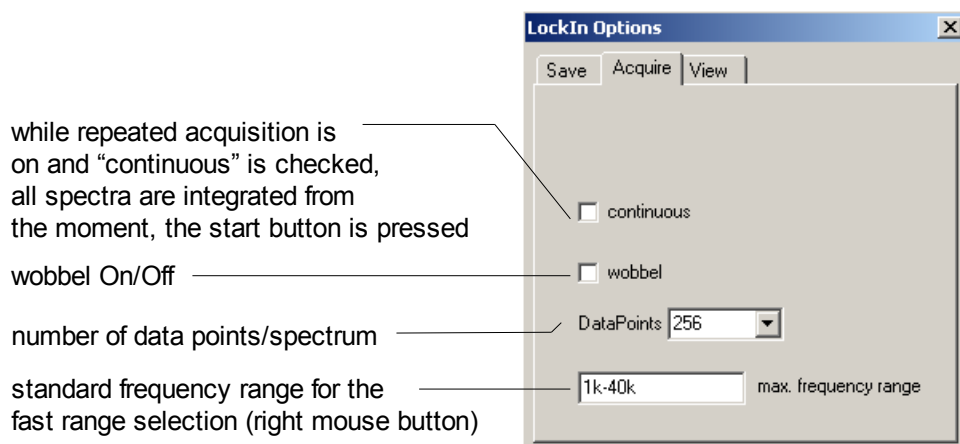 LockIn Options
Save Acquire View
while repeated acquisition is
on and “continuous” is checked,
all spectra are integrated from
the moment, the start button is pressed
continuous
wobbel On/Off
wobbel
number of data points/spectrum
DataPoints 256
standard frequency range for the
fast range selection (right mouse button)
1k-40k max. frequency range